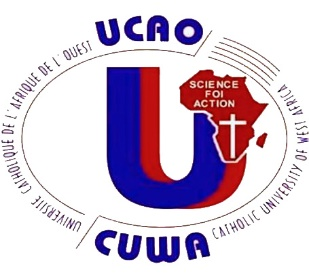 UCAO
UNIVERSITE CATHOLIQUE DE L'AFRIQUE DE L'OUEST
U
SCIENCE
FOI
ACTION
CATHOLIC UNIVERSITY OF WEST AFRICA
CUWA